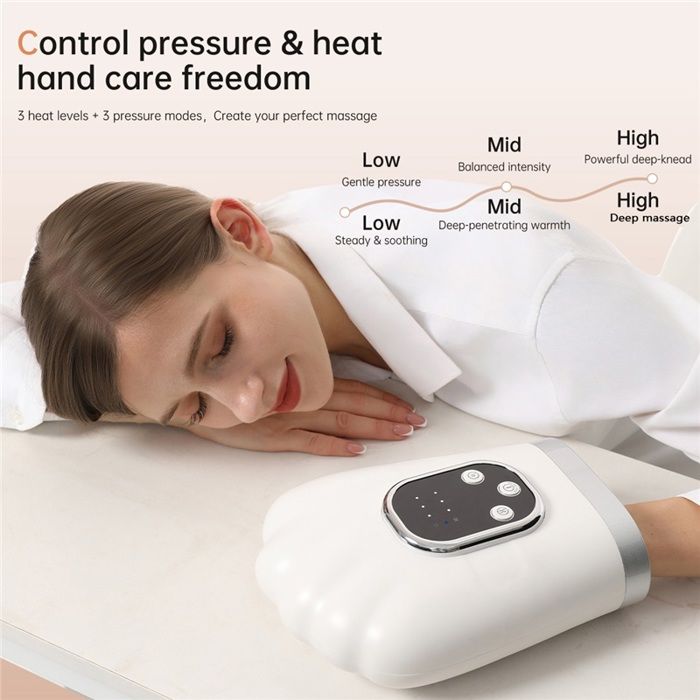 Control pressure & heat
hand care freedom
3 heat levels + 3 pressure modes, Create your perfect massage
Low
Gentle pressure
Mid
Balanced intensity
High
Powerful deep-knead
Low
Steady & soothing
Mid
Deep-penetrating warmth
High
Deep massage